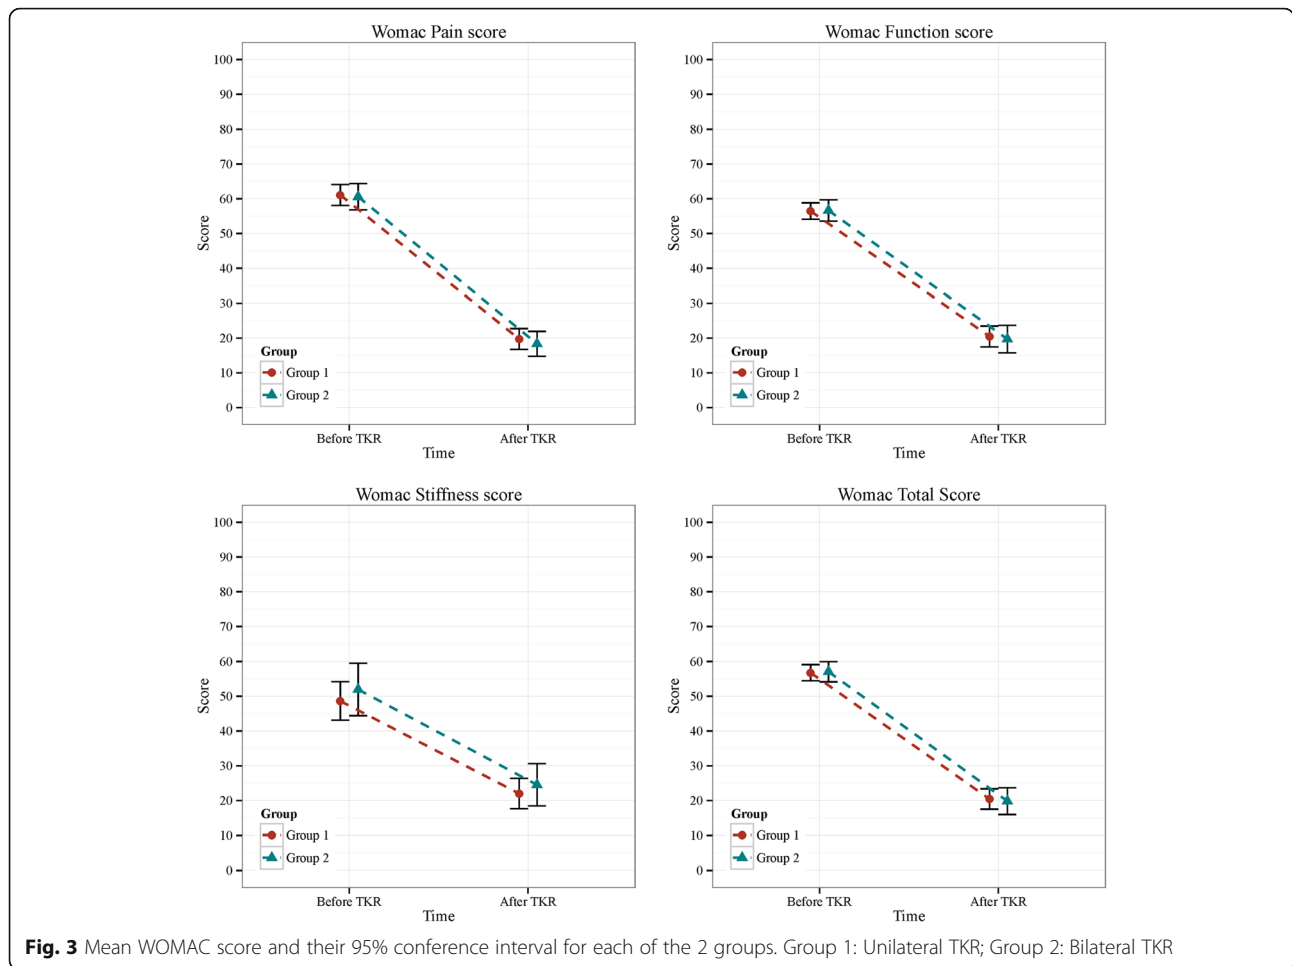 Womac Pain score
100
90
80
70
60
50
40
30
20
10
0
Score
Group
Group 1
Group 2
Before TKR After TKR
Time
Womac Function score
100
90
80
70
60
50
40
30
20
10
0
Score
Group
Group 1
Group 2
Before TKR After TKR
Time
Womac Stiffness score
100
90
80
70
60
50
40
30
20
10
0
Score
Group
Group 1
Group 2
Before TKR After TKR
Time
Womac Total Score
100
90
80
70
60
50
40
30
20
10
0
Score
Group
Group 1
Group 2
Before TKR After TKR
Time
Fig. 3 Mean WOMAC score and their 95% conference interval for each of the 2 groups. Group 1: Unilateral TKR; Group 2: Bilateral TKR